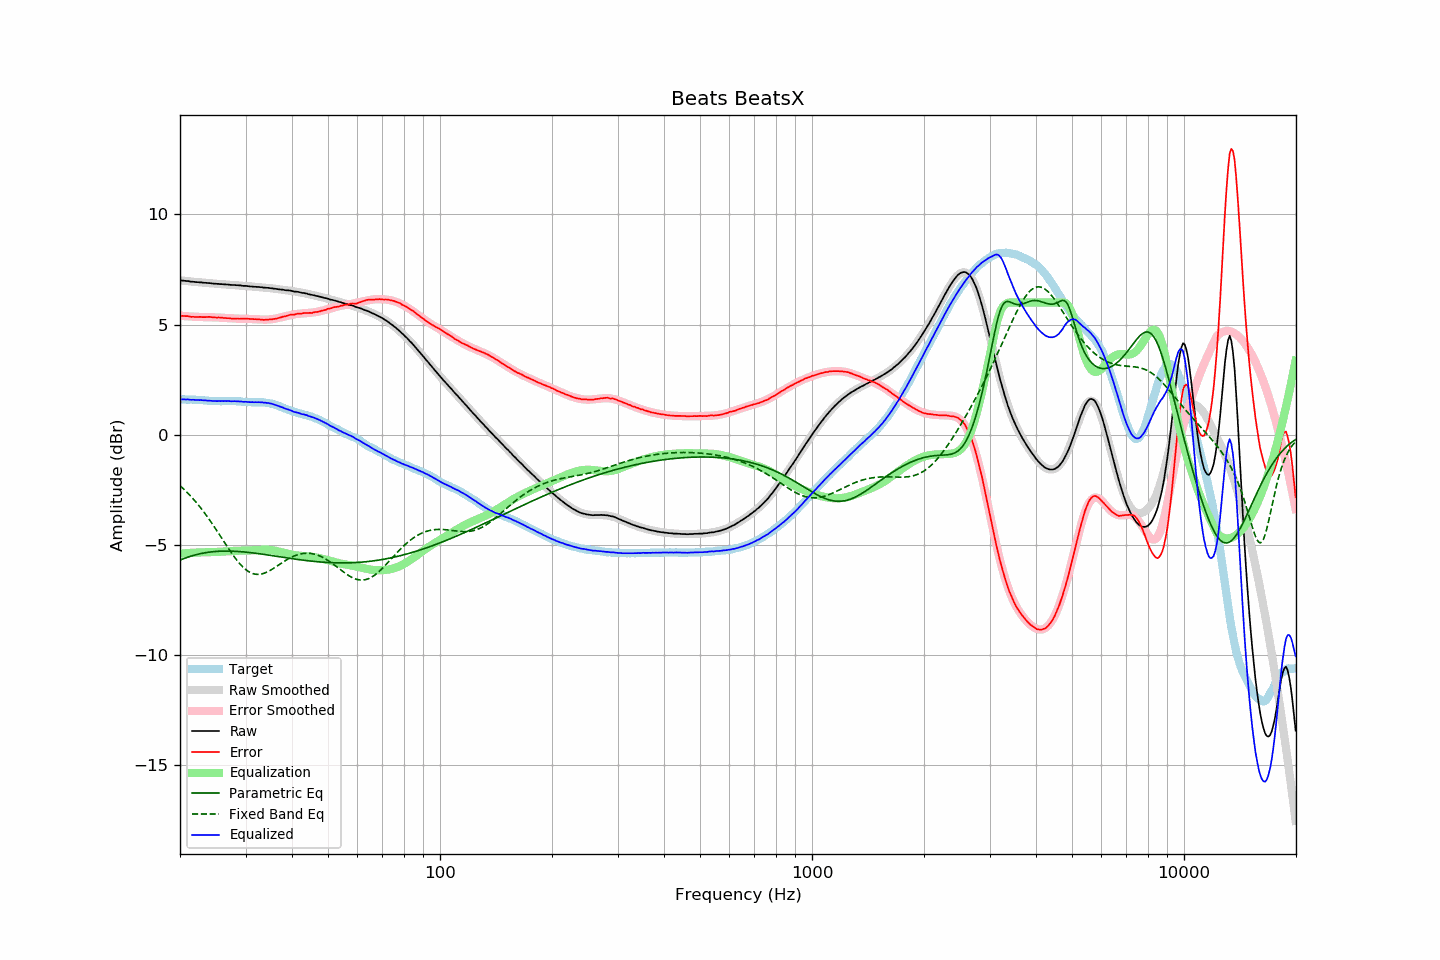 Beats BeatsX
Amplitude (dBr)
10
5
0
−5
−10
−15
Target
Raw Smoothed
Error Smoothed
Raw
Error
Equalization
Parametric Eq
Fixed Band Eq
Equalized
100
1000
10000
Frequency (Hz)